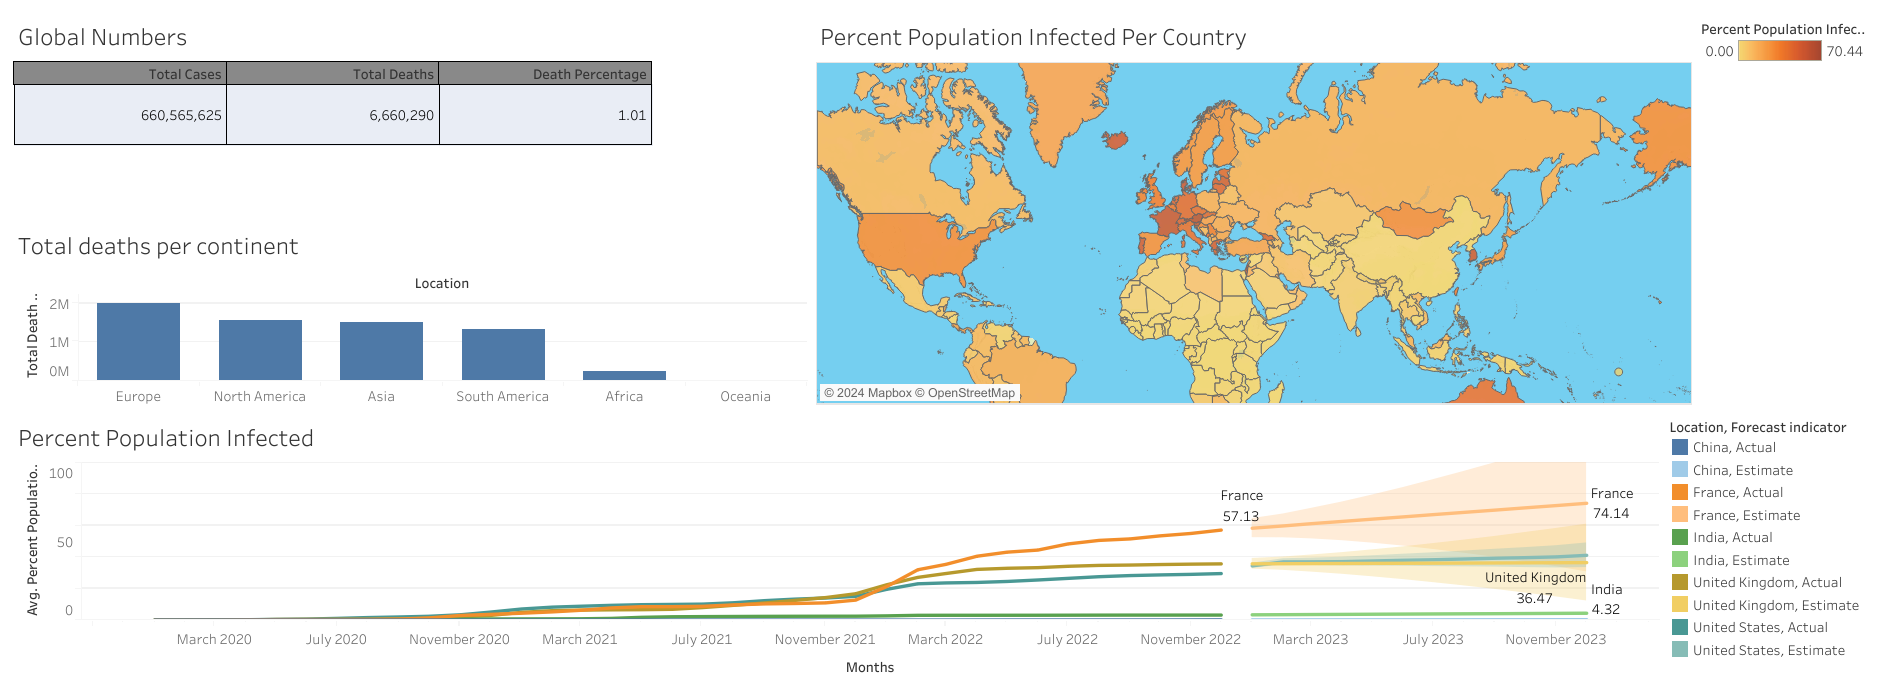 Global Numbers
Total Cases Total Deaths Death Percentage
660,565,625 6,660,290 1.01
Total deaths per continent
Location
Total Death ..
2M
1M
0M
Europe North America Asia South America Africa Oceania
Percent Population Infected Per Country
© 2024 Mapbox © OpenStreetMap
Percent Population Infec..
0.00 70.44
Percent Population Infected
Avg. Percent Populatio..
100
50
0
France
57.13
France
74.14
United Kingdom
36.47
India
4.32
March 2020 July 2020 November 2020 March 2021 July 2021 November 2021 March 2022 July 2022 November 2022 March 2023 July 2023 November 2023
Months
Location, Forecast indicator
China, Actual
China, Estimate
France, Actual
France, Estimate
India, Actual
India, Estimate
United Kingdom, Actual
United Kingdom, Estimate
United States, Actual
United States, Estimate